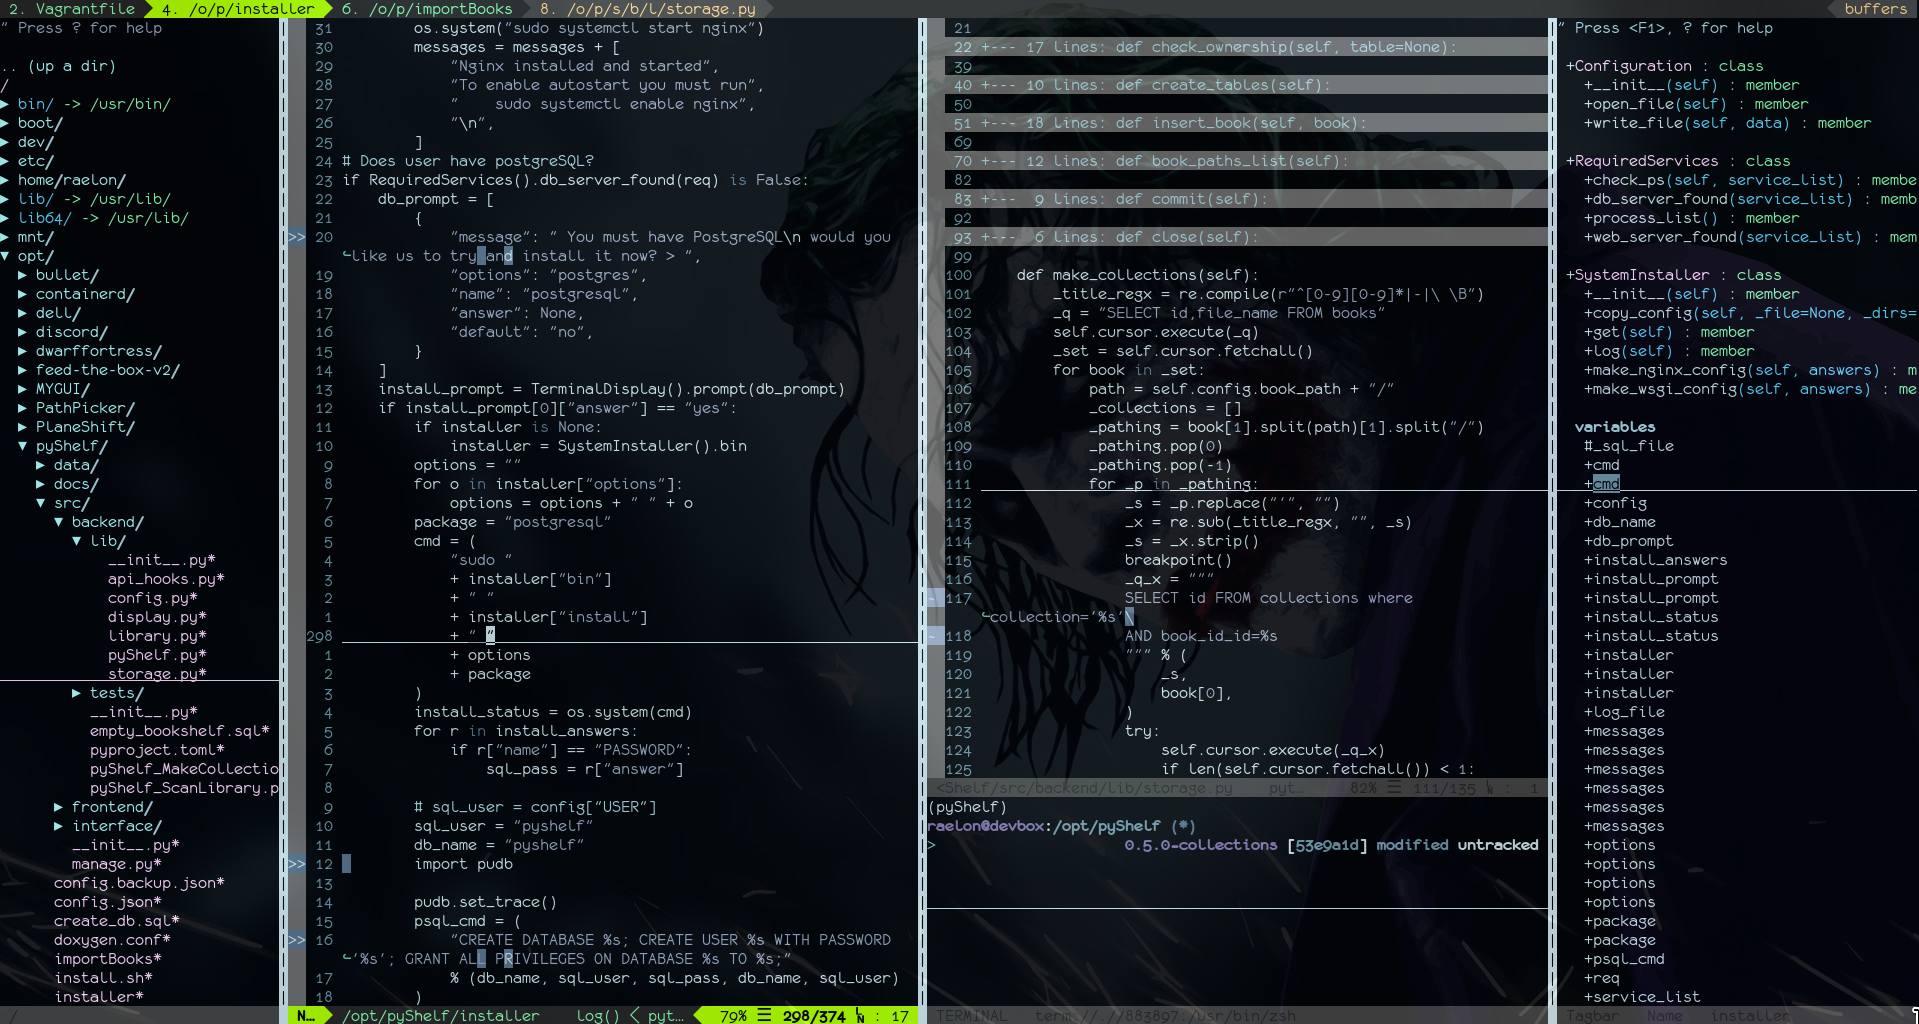 2. Vagrantfile  4. /o/p/installer  6. /o/p/importBooks  8. /o/p/s/b/l/storage.py  buffers
" Press ? for help
.. (up a dir)
/
▶ bin/ -> /usr/bin/
▶ boot/
▶ dev/
▶ etc/
▶ home/raelon/
▶ lib/ -> /usr/lib/
▶ lib64/ -> /usr/lib/
▶ mnt/
▼ opt/
▶ bullet/
▶ containerd/
▶ dell/
▶ discord/
▶ dwarffortress/
▶ feed-the-box-v2/
▶ MYGUI/
▶ PathPicker/
▶ PlaneShift/
▼ pyShelf/
▶ data/
▶ docs/
▼ src/
▼ backend/
▼ lib/
__init__.py*
api_hooks.py*
config.py*
display.py*
library.py*
pyShelf.py*
storage.py*
▶ tests/
__init__.py*
empty_bookshelf.sql*
pyproject.toml*
pyShelf_MakeCollectio
pyShelf_ScanLibrary.p
▶ frontend/
▶ interface/
__init__.py*
manage.py*
config.backup.json*
config.json*
create_db.sql*
doxygen.conf*
importBooks*
install.sh*
installer*
/
31 os.system("sudo systemctl start nginx")
30 messages = messages + [
29 "Nginx installed and started",
28 "To enable autostart you must run",
27 "    sudo systemctl enable nginx",
26 "\n",
25 ]
24 # Does user have postgreSQL?
23 if RequiredServices().db_server_found(req) is False:
22 db_prompt = [
21 {
>> 20 "message": " You must have PostgreSQL\n would you
↪like us to try and install it now? > ",
19 "options": "postgres",
18 "name": "postgresql",
17 "answer": None,
16 "default": "no",
15 }
14 ]
13 install_prompt = TerminalDisplay().prompt(db_prompt)
12 if install_prompt[0]["answer"] == "yes":
11 if installer is None:
10 installer = SystemInstaller().bin
9 options = ""
8 for o in installer["options"]:
7 options = options + " " + o
6 package = "postgresql"
5 cmd = (
4 "sudo "
3 + installer["bin"]
2 + " "
1 + installer["install"]
298 + " "
1 + options
2 + package
3 )
4 install_status = os.system(cmd)
5 for r in install_answers:
6 if r["name"] == "PASSWORD":
7 sql_pass = r["answer"]
8
9 # sql_user = config["USER"]
10 sql_user = "pyshelf"
11 db_name = "pyshelf"
>> 12 import pudb
13
14 pudb.set_trace()
15 psql_cmd = (
>> 16 "CREATE DATABASE %s; CREATE USER %s WITH PASSWORD
↪'%s'; GRANT ALL PRIVILEGES ON DATABASE %s TO %s;"
17 % (db_name, sql_user, sql_pass, db_name, sql_user)
18 )
N… /opt/pyShelf/installer log() < pyt… 79% ☰ 298/374 : 17
21
22 +--- 17 lines: def check_ownership(self, table=None):
39
40 +--- 10 lines: def create_tables(self):
50
51 +--- 18 lines: def insert_book(self, book):
69
70 +--- 12 lines: def book_paths_list(self):
82
83 +---  9 lines: def commit(self):
92
93 +---  6 lines: def close(self):
99
100 def make_collections(self):
101 _title_regx = re.compile(r"^[0-9][0-9]*|-|\ \B")
102 _q = "SELECT id,file_name FROM books"
103 self.cursor.execute(_q)
104 _set = self.cursor.fetchall()
105 for book in _set:
106 path = self.config.book_path + "/"
107 _collections = []
108 _pathing = book[1].split(path)[1].split("/")
109 _pathing.pop(0)
110 _pathing.pop(-1)
111 for _p in _pathing:
112 _s = _p.replace("'", "")
113 _x = re.sub(_title_regx, "", _s)
114 _s = _x.strip()
115 breakpoint()
116 _q_x = """
~ 117 SELECT id FROM collections where
↪collection='%s'\
~ 118 AND book_id_id=%s
119 """ % (
120 _s,
121 book[0],
122 )
123 try:
124 self.cursor.execute(_q_x)
125 if len(self.cursor.fetchall()) < 1:
<Shelf/src/backend/lib/storage.py pyt… 82% ☰ 111/135 : 1
(pyShelf)
raelon@devbox:/opt/pyShelf (*)
> 0.5.0-collections [53e9a1d] modified untracked
TERMINAL term://.//883897:/usr/bin/zsh
" Press <F1>, ? for help
+Configuration : class
+__init__(self) : member
+open_file(self) : member
+write_file(self, data) : member
+RequiredServices : class
+check_ps(self, service_list) : membe
+db_server_found(service_list) : memb
+process_list() : member
+web_server_found(service_list) : mem
+SystemInstaller : class
+__init__(self) : member
+copy_config(self, _file=None, _dirs=
+get(self) : member
+log(self) : member
+make_nginx_config(self, answers) : m
+make_wsgi_config(self, answers) : me
variables
#_sql_file
+cmd
+cmd
+config
+db_name
+db_prompt
+install_answers
+install_prompt
+install_prompt
+install_status
+install_status
+installer
+installer
+installer
+log_file
+messages
+messages
+messages
+messages
+messages
+messages
+options
+options
+options
+options
+package
+package
+psql_cmd
+req
+service_list
Tagbar Name installer